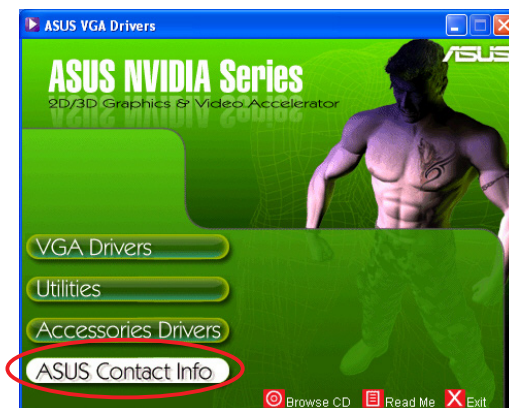 ASUS VGA Drivers
ASUS
ASUS NVIDIA Series
2D/3D Graphics & Video Accelerator
VGA Drivers
Utilities
Accessories Drivers
ASUS Contact Info
Browse CD Read Me X Exit